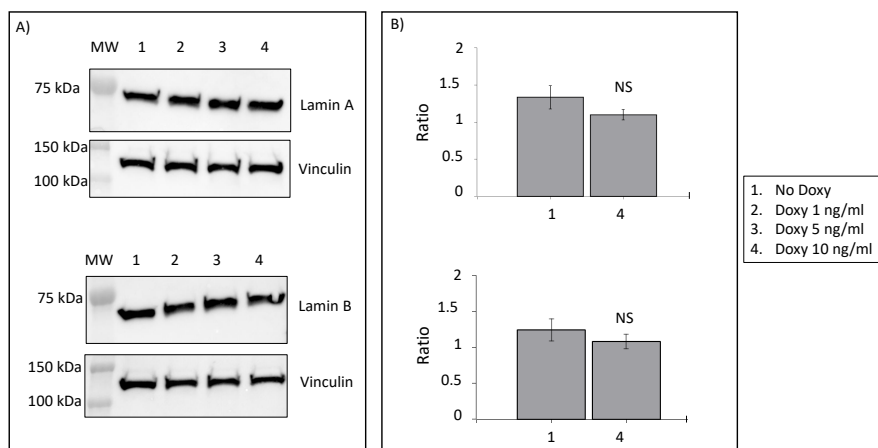 A)
MW 1 2 3 4
75 kDa
Lamin A
150 kDa
Vinculin
100 kDa
MW 1 2 3 4
75 kDa
Lamin B
150 kDa
Vinculin
100 kDa
B)
2
1.5
1
0.5
0
Ratio
NS
1 4
2
1.5
1
0.5
0
Ratio
NS
1 4
1. No Doxy
2. Doxy 1 ng/ml
3. Doxy 5 ng/ml
4. Doxy 10 ng/ml